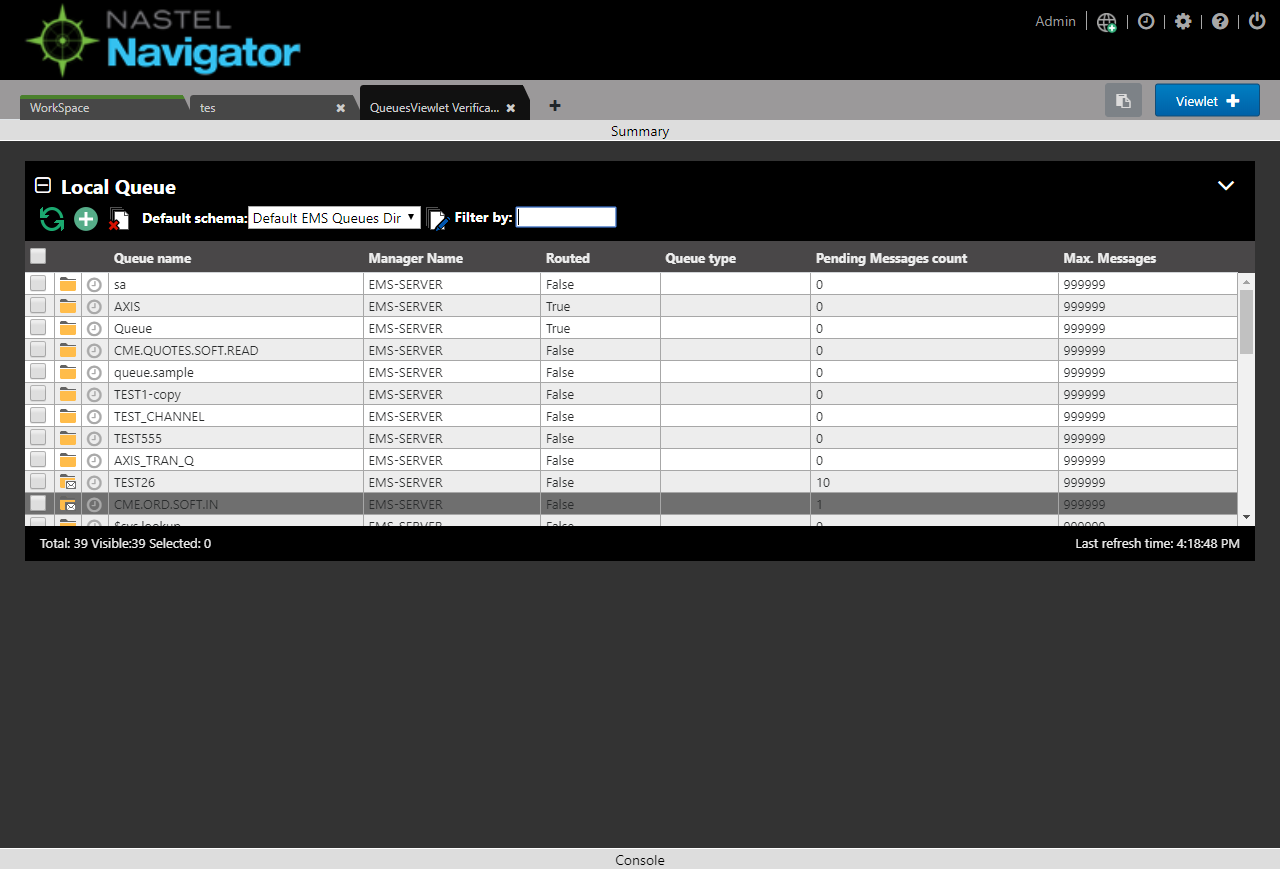 NASTEL
Navigator
Admin
WorkSpace
tes
QueuesViewlet Verifica...
Viewlet
Summary
Local Queue
Default schema: Default EMS Queues Dir Filter by:
Queue name Manager Name Routed Queue type Pending Messages count Max. Messages
sa EMS-SERVER False 0 999999
AXIS EMS-SERVER True 0 999999
Queue EMS-SERVER True 0 999999
CME.QUOTES.SOFT.READ EMS-SERVER False 0 999999
queue.sample EMS-SERVER False 0 999999
TEST1-copy EMS-SERVER False 0 999999
TEST_CHANNEL EMS-SERVER False 0 999999
TEST555 EMS-SERVER False 0 999999
AXIS_TRAN_Q EMS-SERVER False 0 999999
TEST26 EMS-SERVER False 10 999999
CME.ORD.SOFT.IN EMS-SERVER False 1 999999
$sys.lookup EMS-SERVER False 0 999999
Total: 39 Visible:39 Selected: 0 Last refresh time: 4:18:48 PM
Console